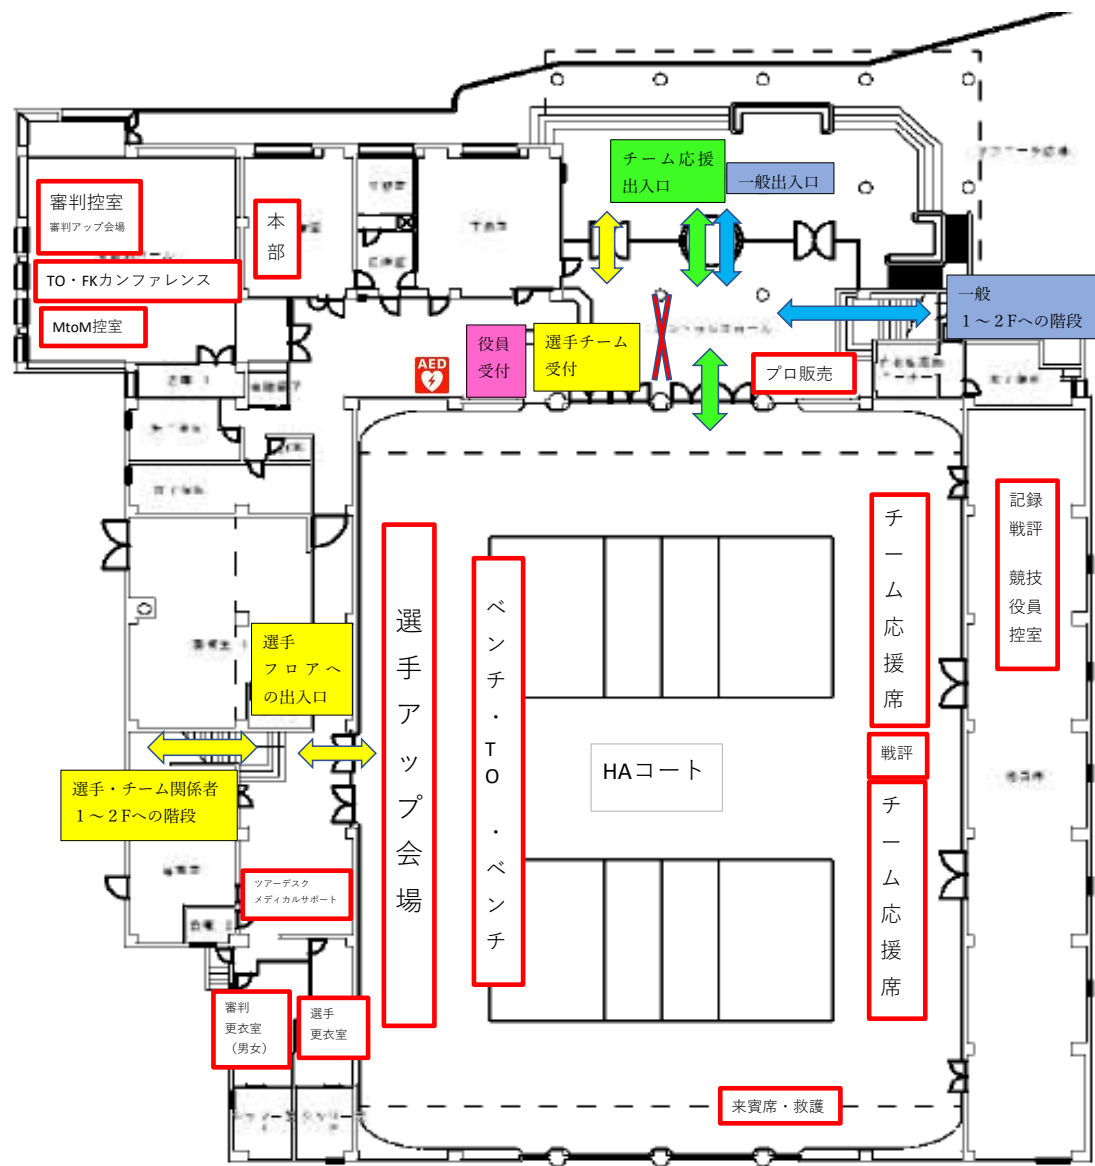 チーム応援
出入口
一般出入口
審判控室
審判アップ会場
本
部
TO・FKカンファレンス
MtoM控室
一般
１～２Fへの階段
役員
受付
選手チーム
受付
AED
プロ販売
選手
フロアへ
の出入口
選手・チーム関係者
１～２Fへの階段
選手アップ会場
ベンチ・TO・ベンチ
HAコート
チーム応援席
戦評
チーム応援席
記録
戦評
競技
役員
控室
ツアーデスク
メディカルサポート
審判
更衣室
（男女）
選手
更衣室
来賓席・救護